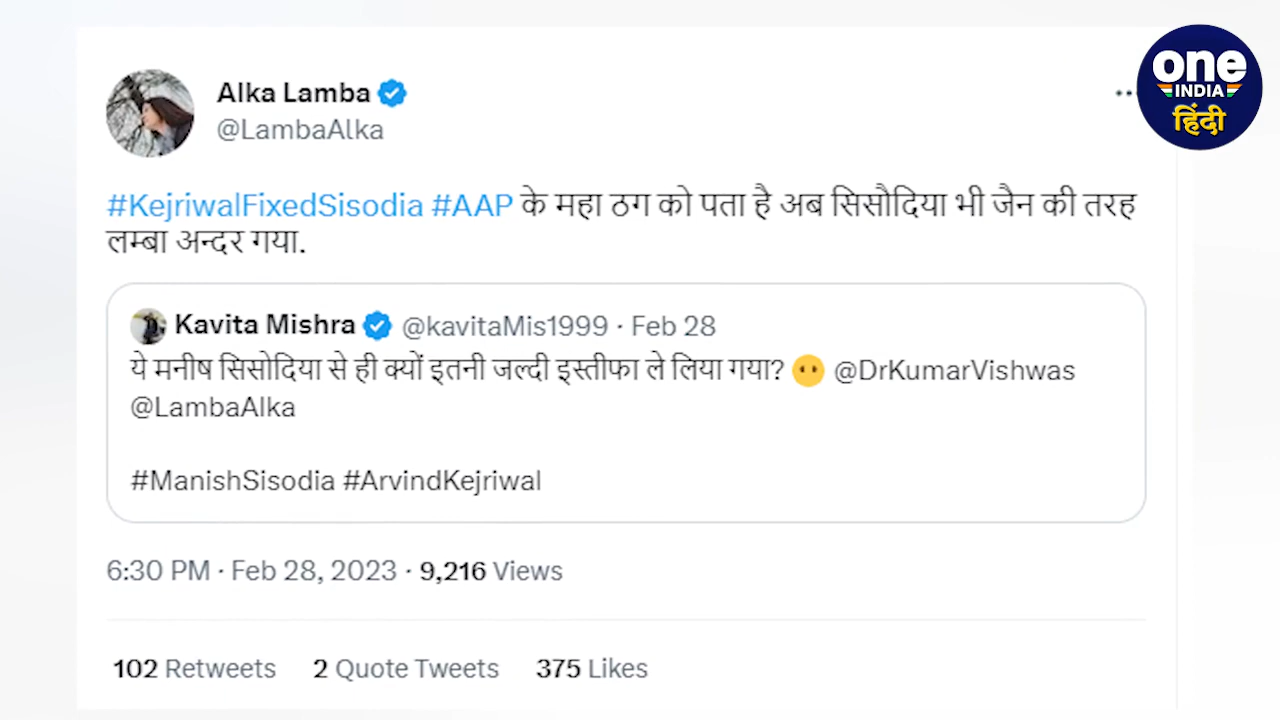 one
INDIA
हिंदी
Alka Lamba
@LambaAlka
#KejriwalFixedSisodia #AAP के महा ठग को पता है अब सिसौदिया भी जैन की तरह
लम्बा अन्दर गया.
Kavita Mishra @kavitaMis1999 · Feb 28
ये मनीष सिसोदिया से ही क्यों इतनी जल्दी इस्तीफा ले लिया गया? 😶 @DrKumarVishwas
@LambaAlka
#ManishSisodia #ArvindKejriwal
6:30 PM · Feb 28, 2023 · 9,216 Views
102 Retweets 2 Quote Tweets 375 Likes